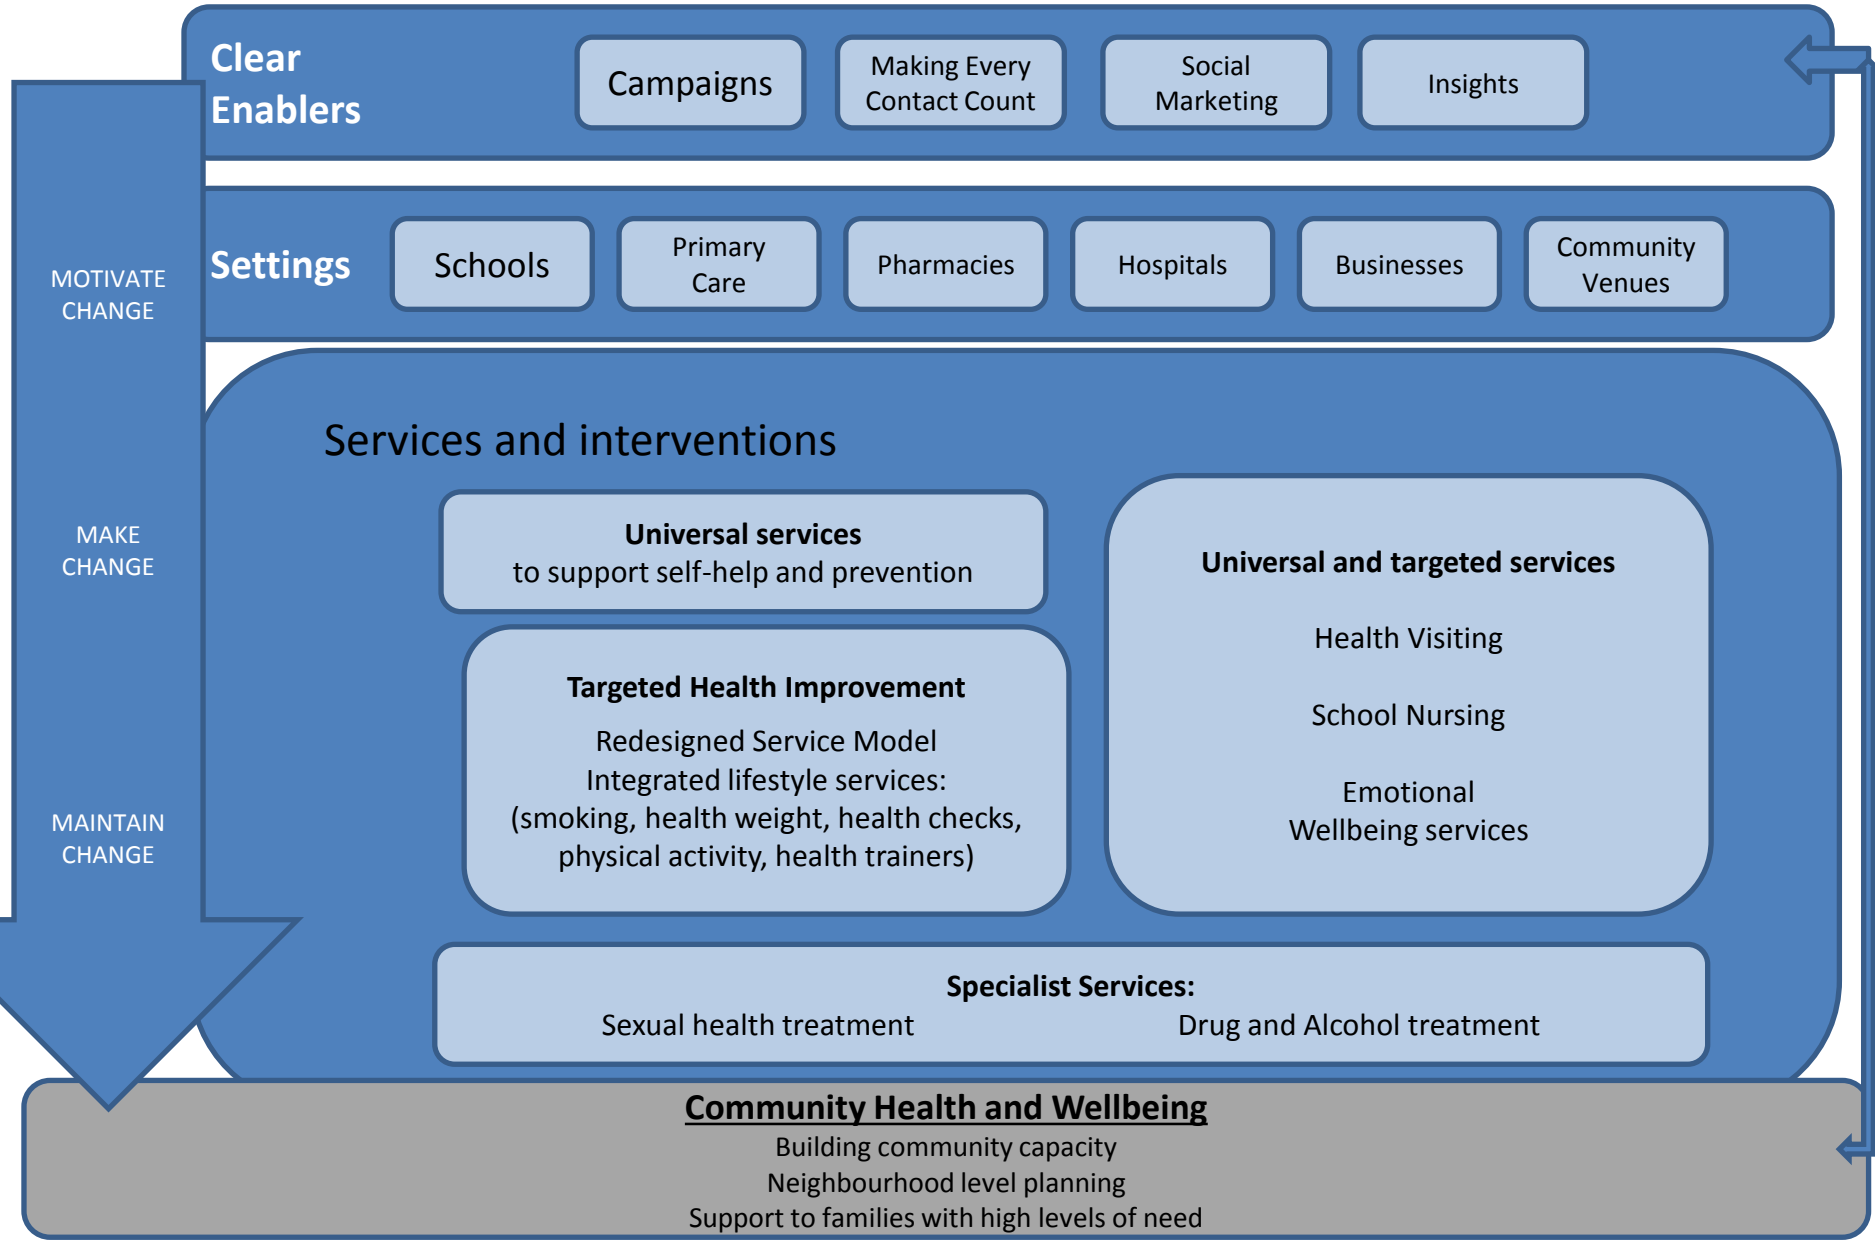 Clear
Enablers
Campaigns
Making Every
Contact Count
Social
Marketing
Insights
MOTIVATE
CHANGE
Settings
Schools
Primary
Care
Pharmacies
Hospitals
Businesses
Community
Venues
Services and interventions
MAKE
CHANGE
Universal services
to support self-help and prevention
Targeted Health Improvement
Redesigned Service Model
Integrated lifestyle services:
(smoking, health weight, health checks,
physical activity, health trainers)
Universal and targeted services
Health Visiting
School Nursing
Emotional
Wellbeing services
MAINTAIN
CHANGE
Specialist Services:
Sexual health treatment Drug and Alcohol treatment
Community Health and Wellbeing
Building community capacity
Neighbourhood level planning
Support to families with high levels of need